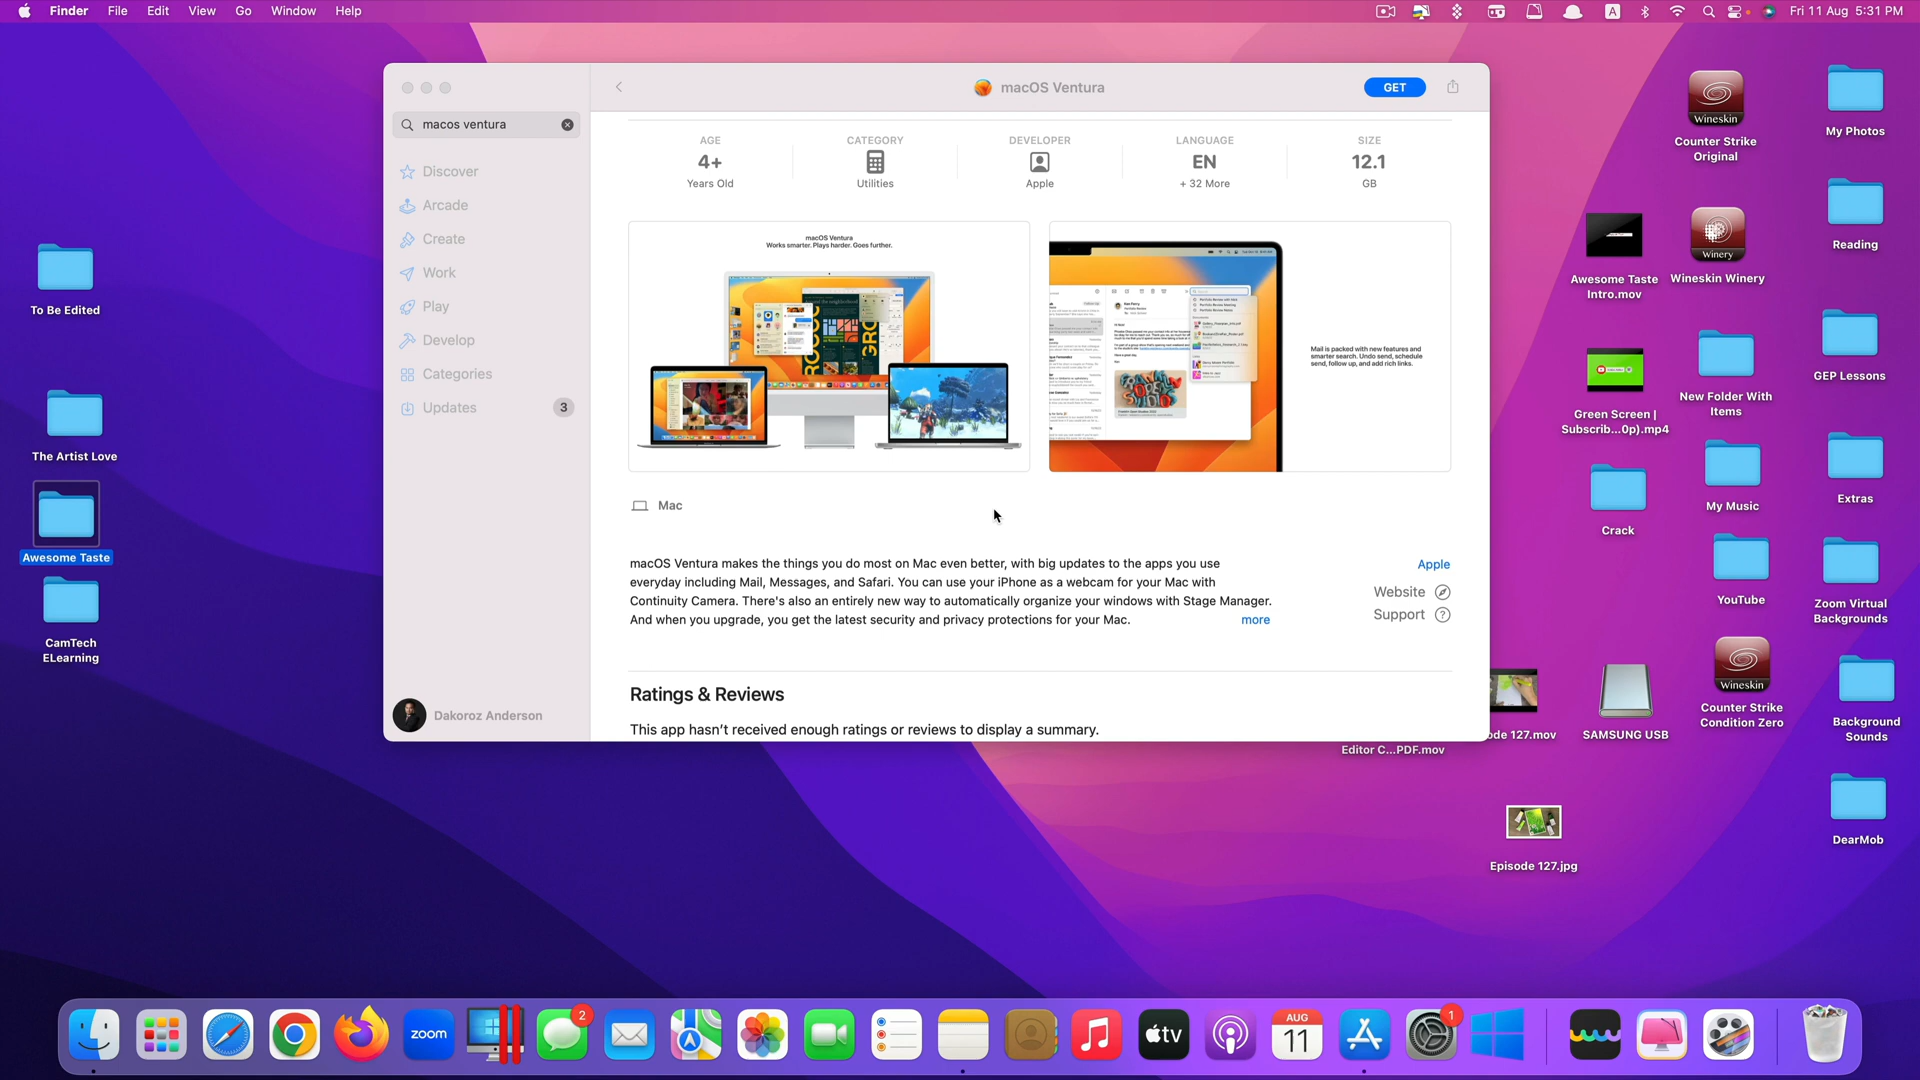 Finder File Edit View Go Window Help
A
Fri 11 Aug 5:31 PM
macOS Ventura
GET
macos ventura
Discover
Arcade
Create
Work
Play
Develop
Categories
Updates 3
Dakoroz Anderson
AGE
4+
Years Old
CATEGORY
Utilities
DEVELOPER
Apple
LANGUAGE
EN
+ 32 More
SIZE
12.1
GB
macOS Ventura
Works smarter. Plays harder. Goes further.
Mail is packed with new features and
smarter search. Undo send, schedule
send, follow up, and add rich links.
Mac
macOS Ventura makes the things you do most on Mac even better, with big updates to the apps you use
everyday including Mail, Messages, and Safari. You can use your iPhone as a webcam for your Mac with
Continuity Camera. There's also an entirely new way to automatically organize your windows with Stage Manager.
And when you upgrade, you get the latest security and privacy protections for your Mac. more
Apple
Website
Support
Ratings & Reviews
This app hasn't received enough ratings or reviews to display a summary.
To Be Edited
The Artist Love
Awesome Taste
CamTech
ELearning
Wineskin
Counter Strike
Original
My Photos
Reading
Awesome Taste
Intro.mov
Winery
Wineskin Winery
GEP Lessons
New Folder With
Items
Green Screen |
Subscrib...0p).mp4
My Music
Extras
Crack
YouTube
Zoom Virtual
Backgrounds
Wineskin
Counter Strike
Condition Zero
Background
Sounds
SAMSUNG USB
ode 127.mov
Editor C...PDF.mov
DearMob
Episode 127.jpg
zoom
2
tv
AUG
11
1